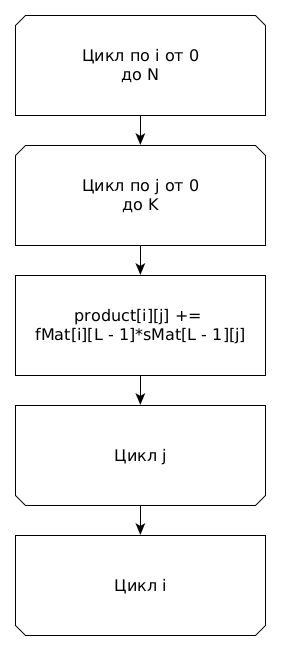 Цикл по i от 0
до N
Цикл по j от 0
до K
product[i][j] +=
fMat[i][L - 1]*sMat[L - 1][j]
Цикл j
Цикл i